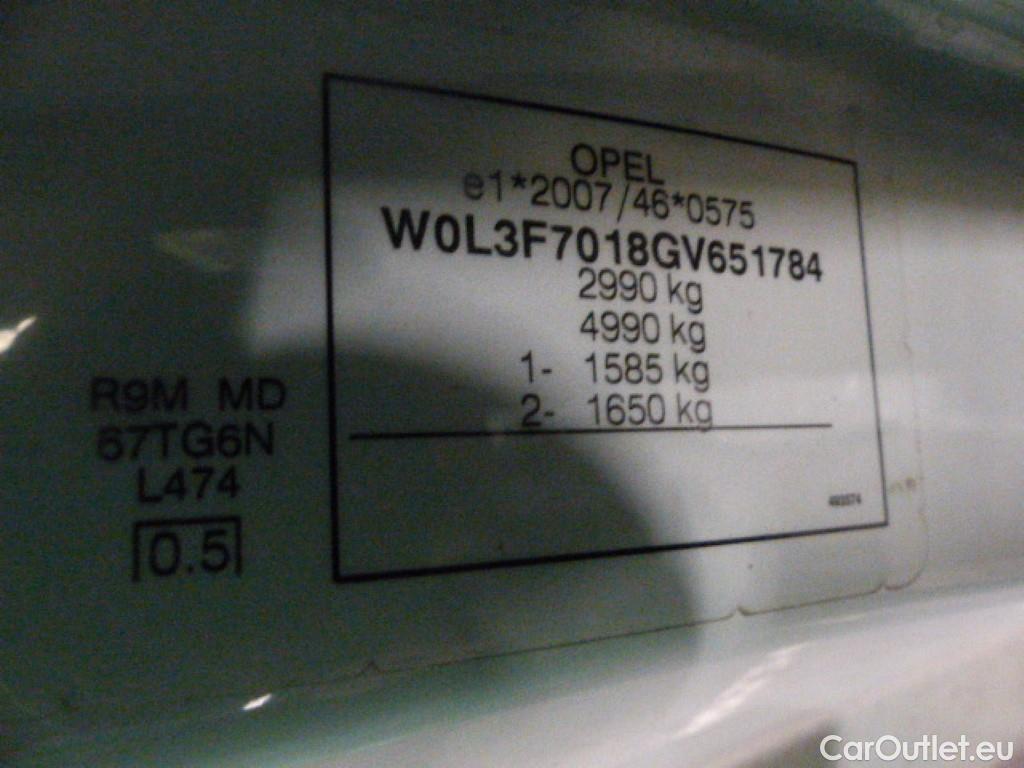 OPEL
e1*2007/46*0575
W0L3F7018GV651784
2990 kg
4990 kg
1- 1585 kg
2- 1650 kg
R9M MD
67TG6N
L474
0.5
CarOutlet.eu